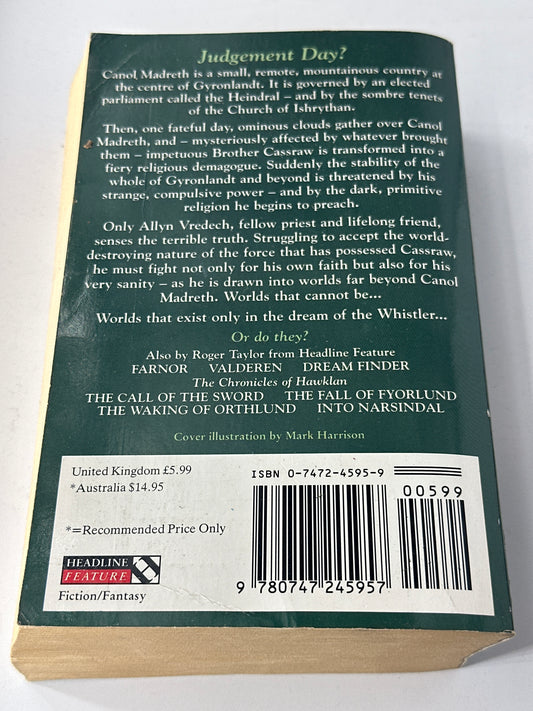 Judgement Day?
Canol Madreth is a small, remote, mountainous country at
the centre of Gyronlandt. It is governed by an elected
parliament called the Heindral – and by the sombre tenets
of the Church of Ishrythan.
Then, one fateful day, ominous clouds gather over Canol
Madreth, and – mysteriously affected by whatever brought
them – impetuous Brother Cassraw is transformed into a
fiery religious demagogue. Suddenly the stability of the
whole of Gyronlandt and beyond is threatened by his
strange, compulsive power – and by the dark, primitive
religion he begins to preach.
Only Allyn Vredech, fellow priest and lifelong friend,
senses the terrible truth. Struggling to accept the world-
destroying nature of the force that has possessed Cassraw,
he must fight not only for his own faith but also for his
very sanity – as he is drawn into worlds far beyond Canol
Madreth. Worlds that cannot be...
Worlds that exist only in the dream of the Whistler...
Or do they?
Also by Roger Taylor from Headline Feature
FARNOR VALDEREN DREAM FINDER
The Chronicles of Hawklan
THE CALL OF THE SWORD THE FALL OF FYORLUND
THE WAKING OF ORTHLUND INTO NARSINDAL
Cover illustration by Mark Harrison
United Kingdom £5.99
*Australia $14.95
*=Recommended Price Only
HEADLINE
FEATURE
Fiction/Fantasy
ISBN 0-7472-4595-9
00599
9 780747 245957